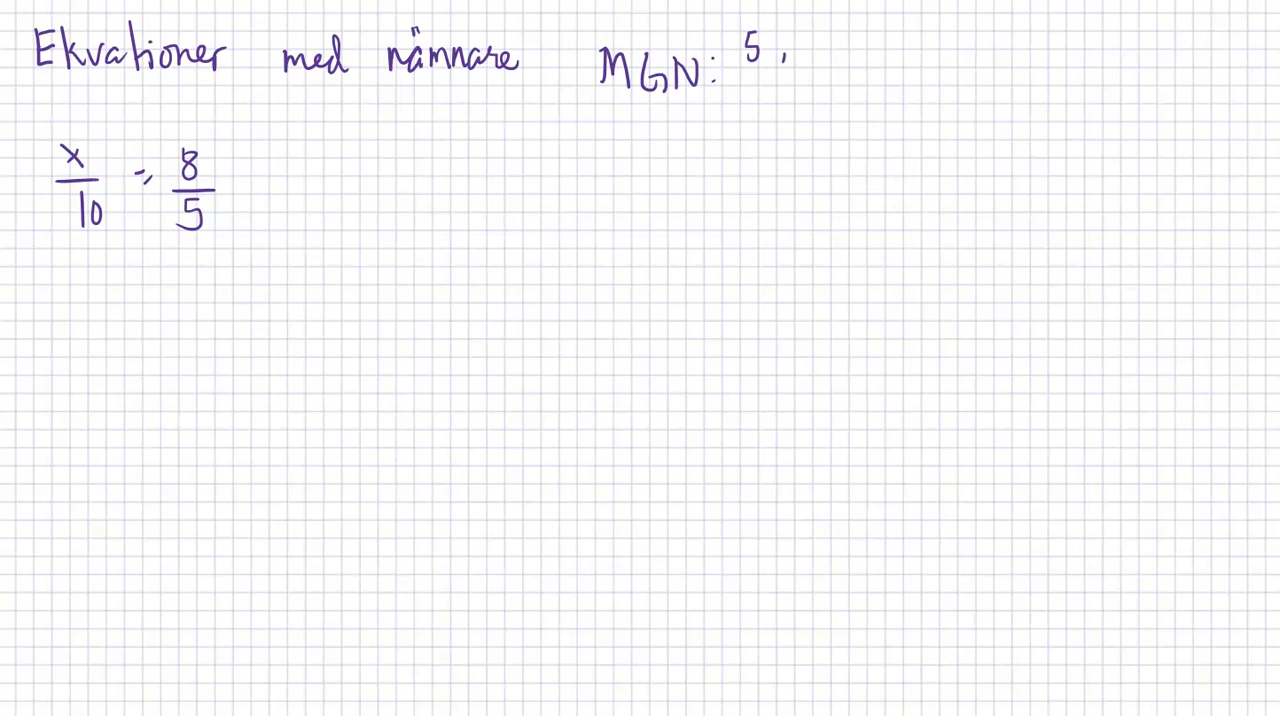 Ekvationer med nämnare MGN: 5,
x/10 = 8/5